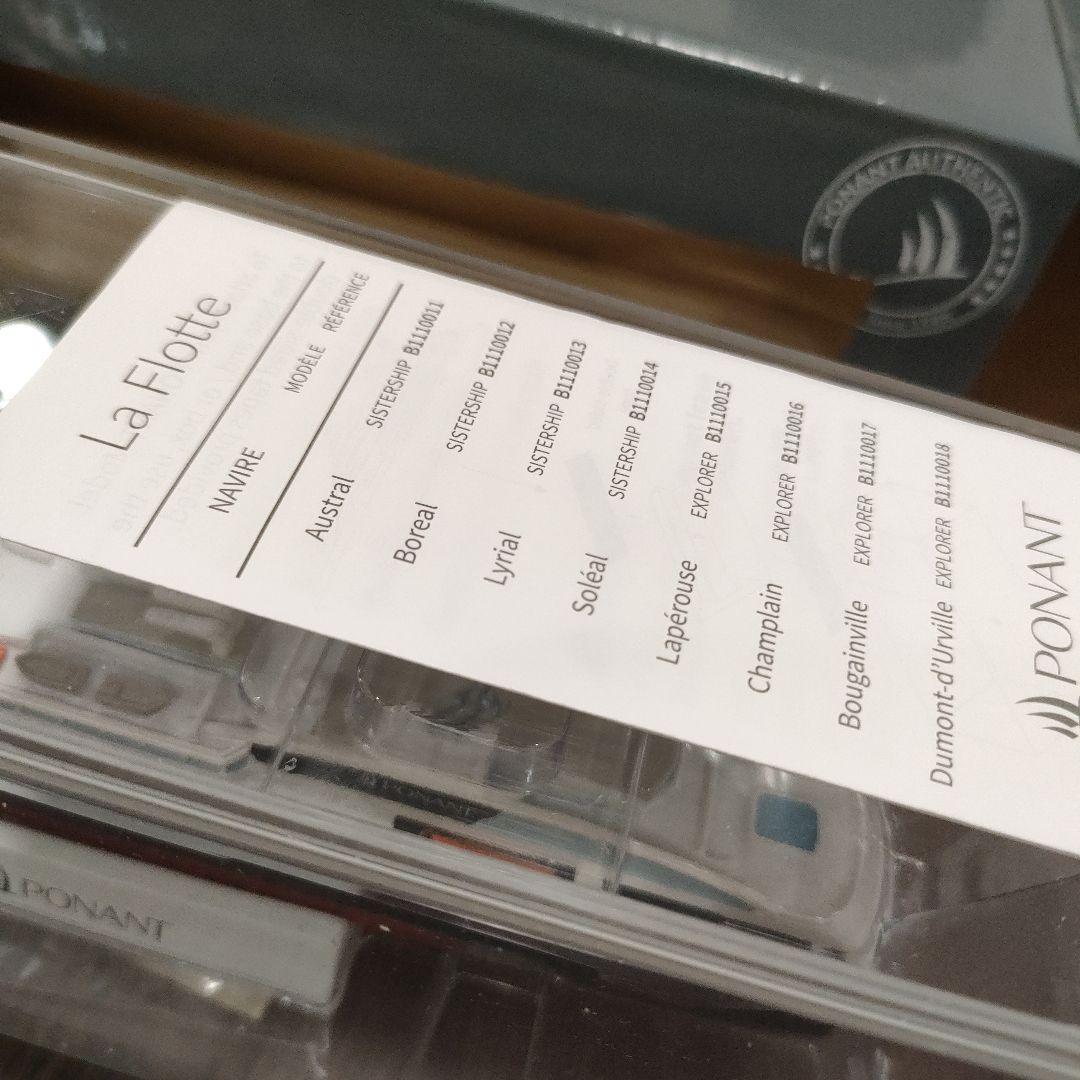 La Flotte
NAVIRE MODÈLE RÉFÉRENCE
Austral SISTERSHIP B1110011
Boreal SISTERSHIP B1110012
Lyrial SISTERSHIP B1110013
Soléal SISTERSHIP B1110014
Lapérouse EXPLORER B1110015
Champlain EXPLORER B1110016
Bougainville EXPLORER B1110017
Dumont-d'Urville EXPLORER B1110018
PONANT
PONANT AUTHENTIC
PONANT
PONANT